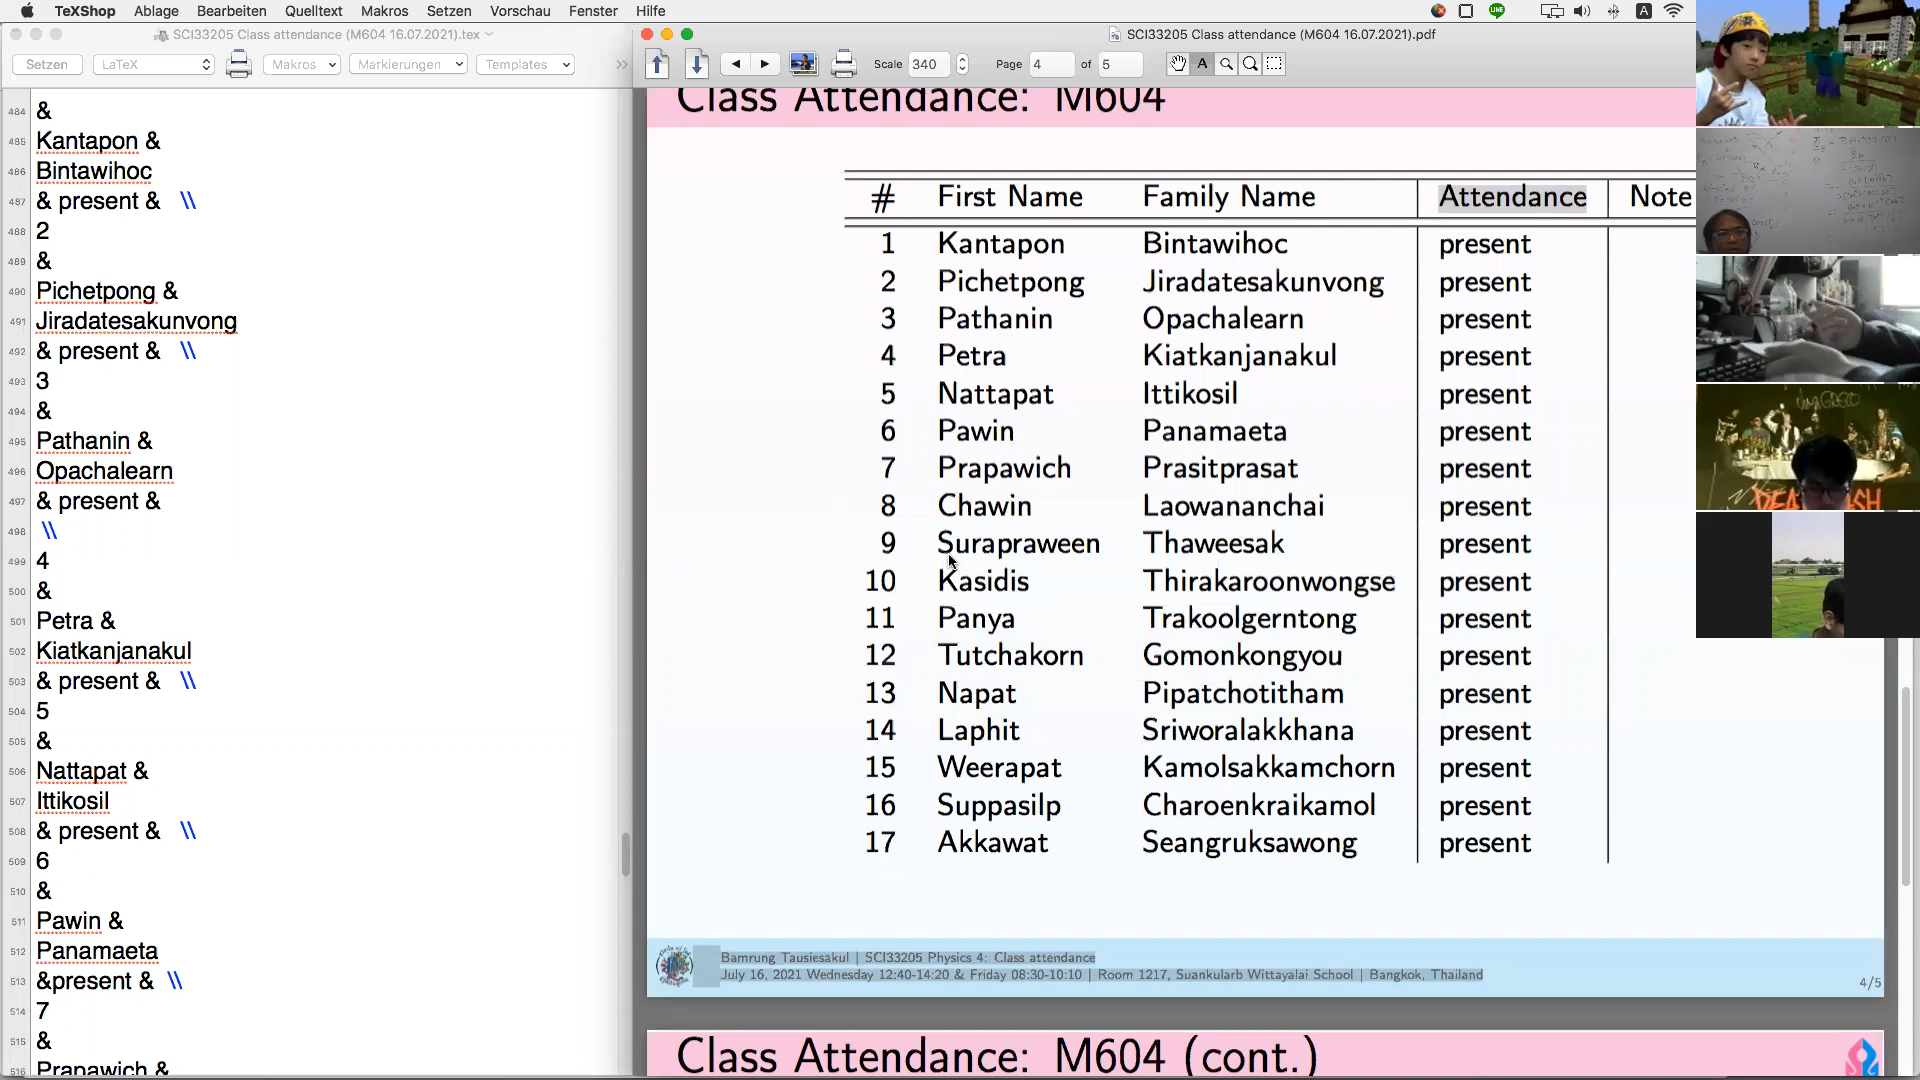 TeXShop Ablage Bearbeiten Quelltext Makros Setzen Vorschau Fenster Hilfe LINE A
SCI33205 Class attendance (M604 16.07.2021).tex
Setzen LaTeX Makros Markierungen Templates >>
484 &
485 Kantapon &
486 Bintawihoc
487 & present & \\
488 2
489 &
490 Pichetpong &
491 Jiradatesakunvong
492 & present & \\
493 3
494 &
495 Pathanin &
496 Opachalearn
497 & present &
498 \\
499 4
500 &
501 Petra &
502 Kiatkanjanakul
503 & present & \\
504 5
505 &
506 Nattapat &
507 Ittikosil
508 & present & \\
509 6
510 &
511 Pawin &
512 Panamaeta
513 &present & \\
514 7
515 &
516 Prapawich &
SCI33205 Class attendance (M604 16.07.2021).pdf
Scale 340 Page 4 of 5 A
Class Attendance: M604
# First Name Family Name Attendance Note
1 Kantapon Bintawihoc present
2 Pichetpong Jiradatesakunvong present
3 Pathanin Opachalearn present
4 Petra Kiatkanjanakul present
5 Nattapat Ittikosil present
6 Pawin Panamaeta present
7 Prapawich Prasitprasat present
8 Chawin Laowananchai present
9 Surapraween Thaweesak present
10 Kasidis Thirakaroonwongse present
11 Panya Trakoolgerntong present
12 Tutchakorn Gomonkongyou present
13 Napat Pipatchotitham present
14 Laphit Sriworalakkhana present
15 Weerapat Kamolsakkamchorn present
16 Suppasilp Charoenkraikamol present
17 Akkawat Seangruksawong present
Bamrung Tausiesakul | SCI33205 Physics 4: Class attendance
July 16, 2021 Wednesday 12:40-14:20 & Friday 08:30-10:10 | Room 1217, Suankularb Wittayalai School | Bangkok, Thailand
4/5
Class Attendance: M604 (cont.)